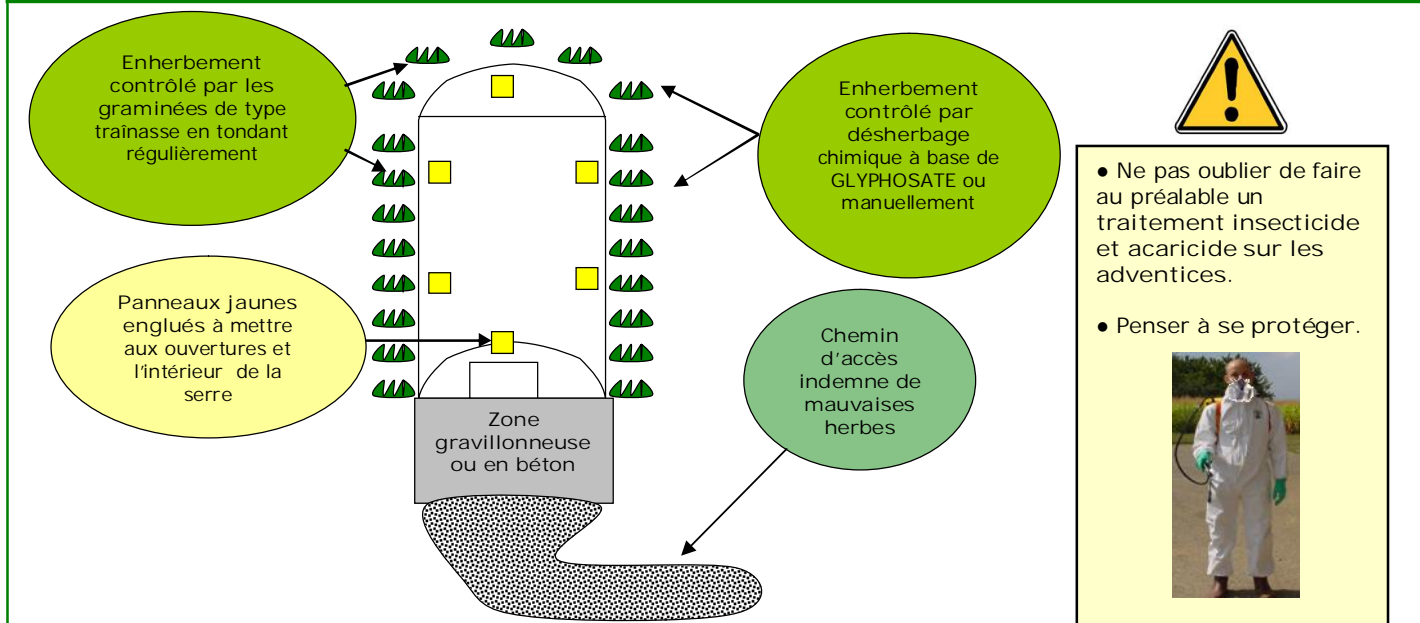 Enherbement
contrôlé par les
graminées de type
traînasse en tondant
régulièrement
Enherbement
contrôlé par
désherbage
chimique à base de
GLYPHOSATE ou
manuellement
Panneaux jaunes
englués à mettre
aux ouvertures et
l'intérieur de la
serre
Chemin
d'accès
indemne de
mauvaises
herbes
Zone
gravillonneuse
ou en béton
● Ne pas oublier de faire
au préalable un
traitement insecticide
et acaricide sur les
adventices.
● Penser à se protéger.